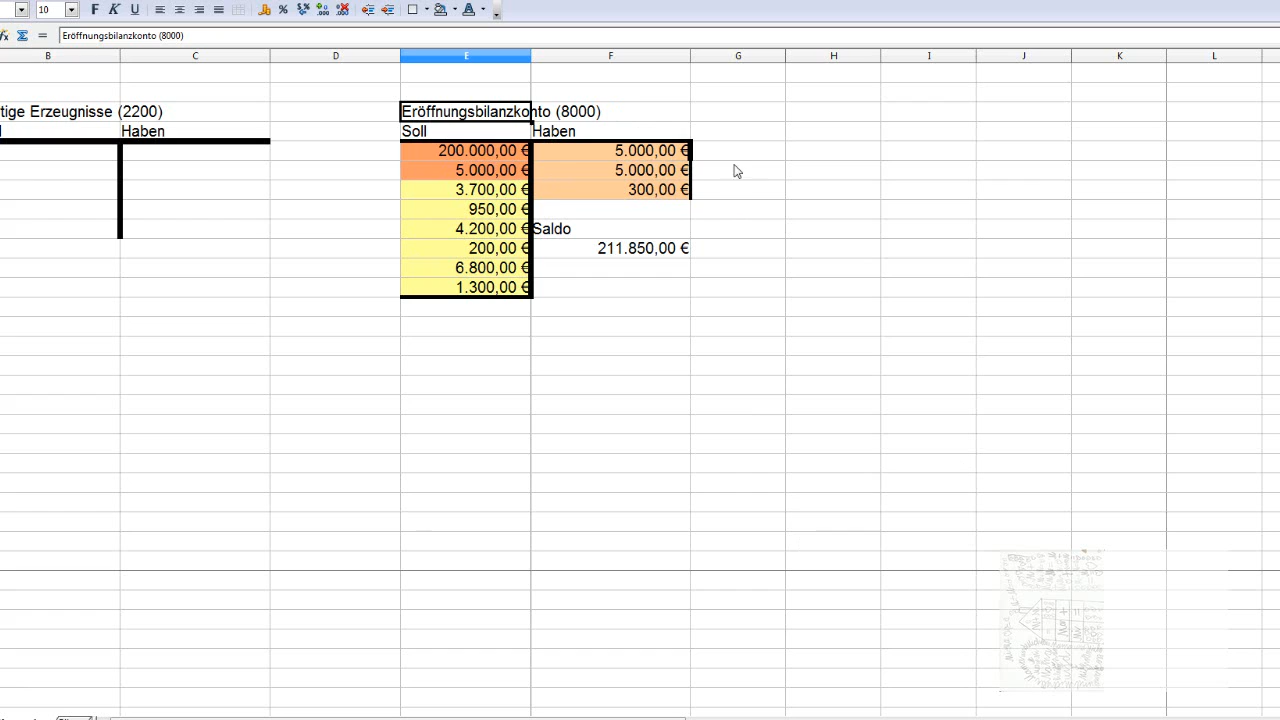 10 F K U %
Eröffnungsbilanzkonto (8000)
B C D E F G H I J K L
tige Erzeugnisse (2200) Eröffnungsbilanzkonto (8000)
l Haben Soll Haben
200.000,00 € 5.000,00 €
5.000,00 € 5.000,00 €
3.700,00 € 300,00 €
950,00 €
4.200,00 € Saldo
200,00 € 211.850,00 €
6.800,00 €
1.300,00 €